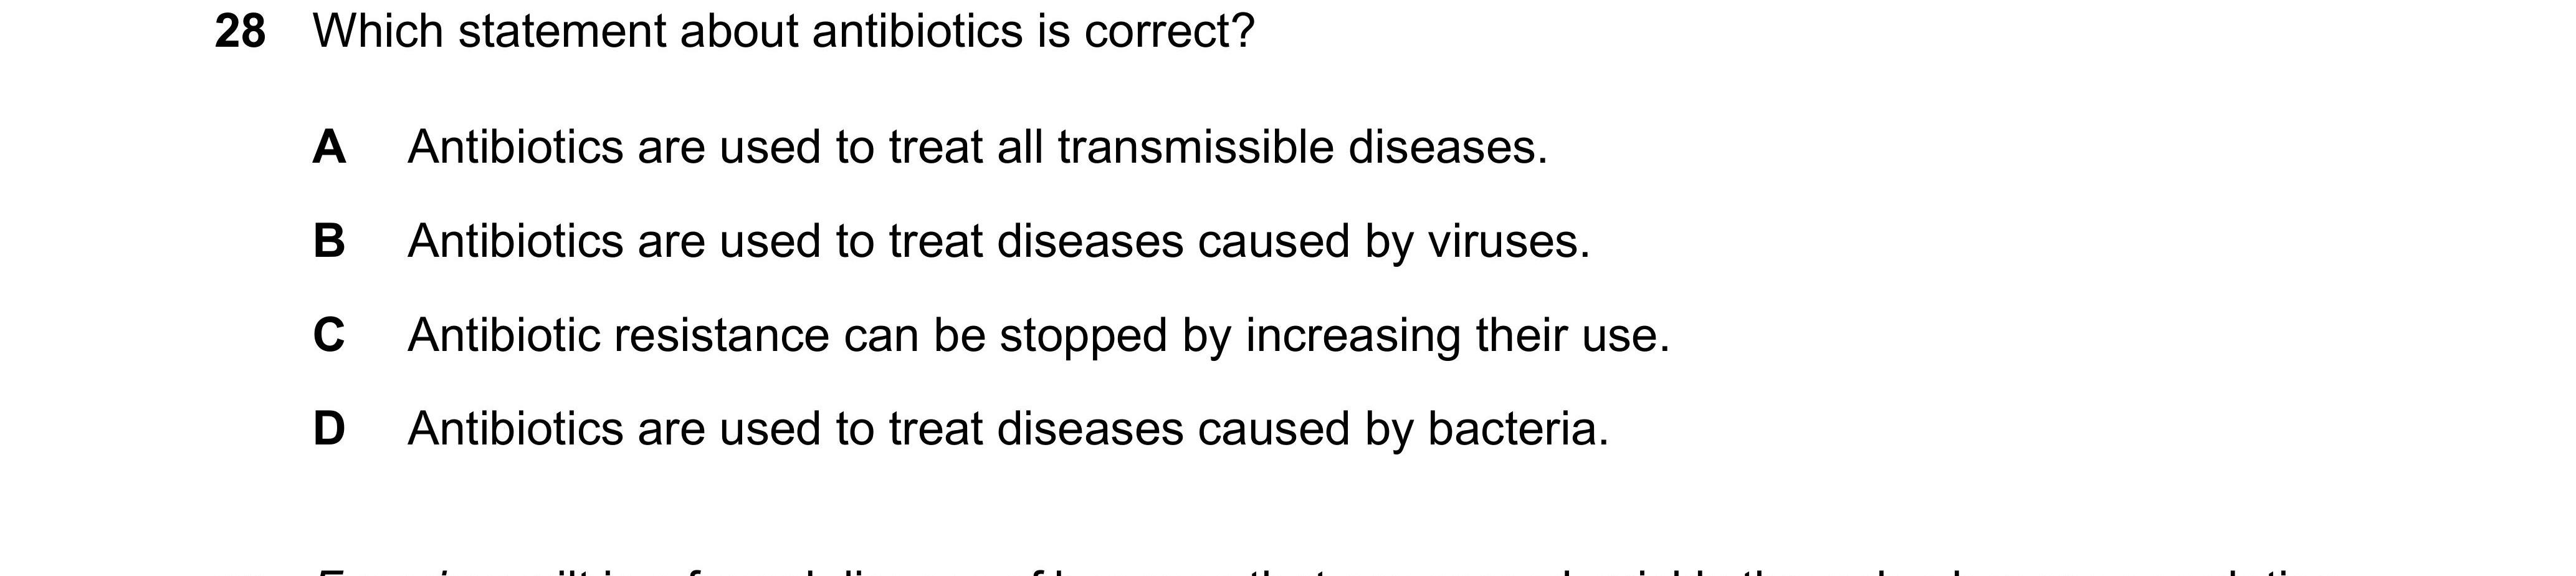 28 Which statement about antibiotics is correct?
A Antibiotics are used to treat all transmissible diseases.
B Antibiotics are used to treat diseases caused by viruses.
C Antibiotic resistance can be stopped by increasing their use.
D Antibiotics are used to treat diseases caused by bacteria.